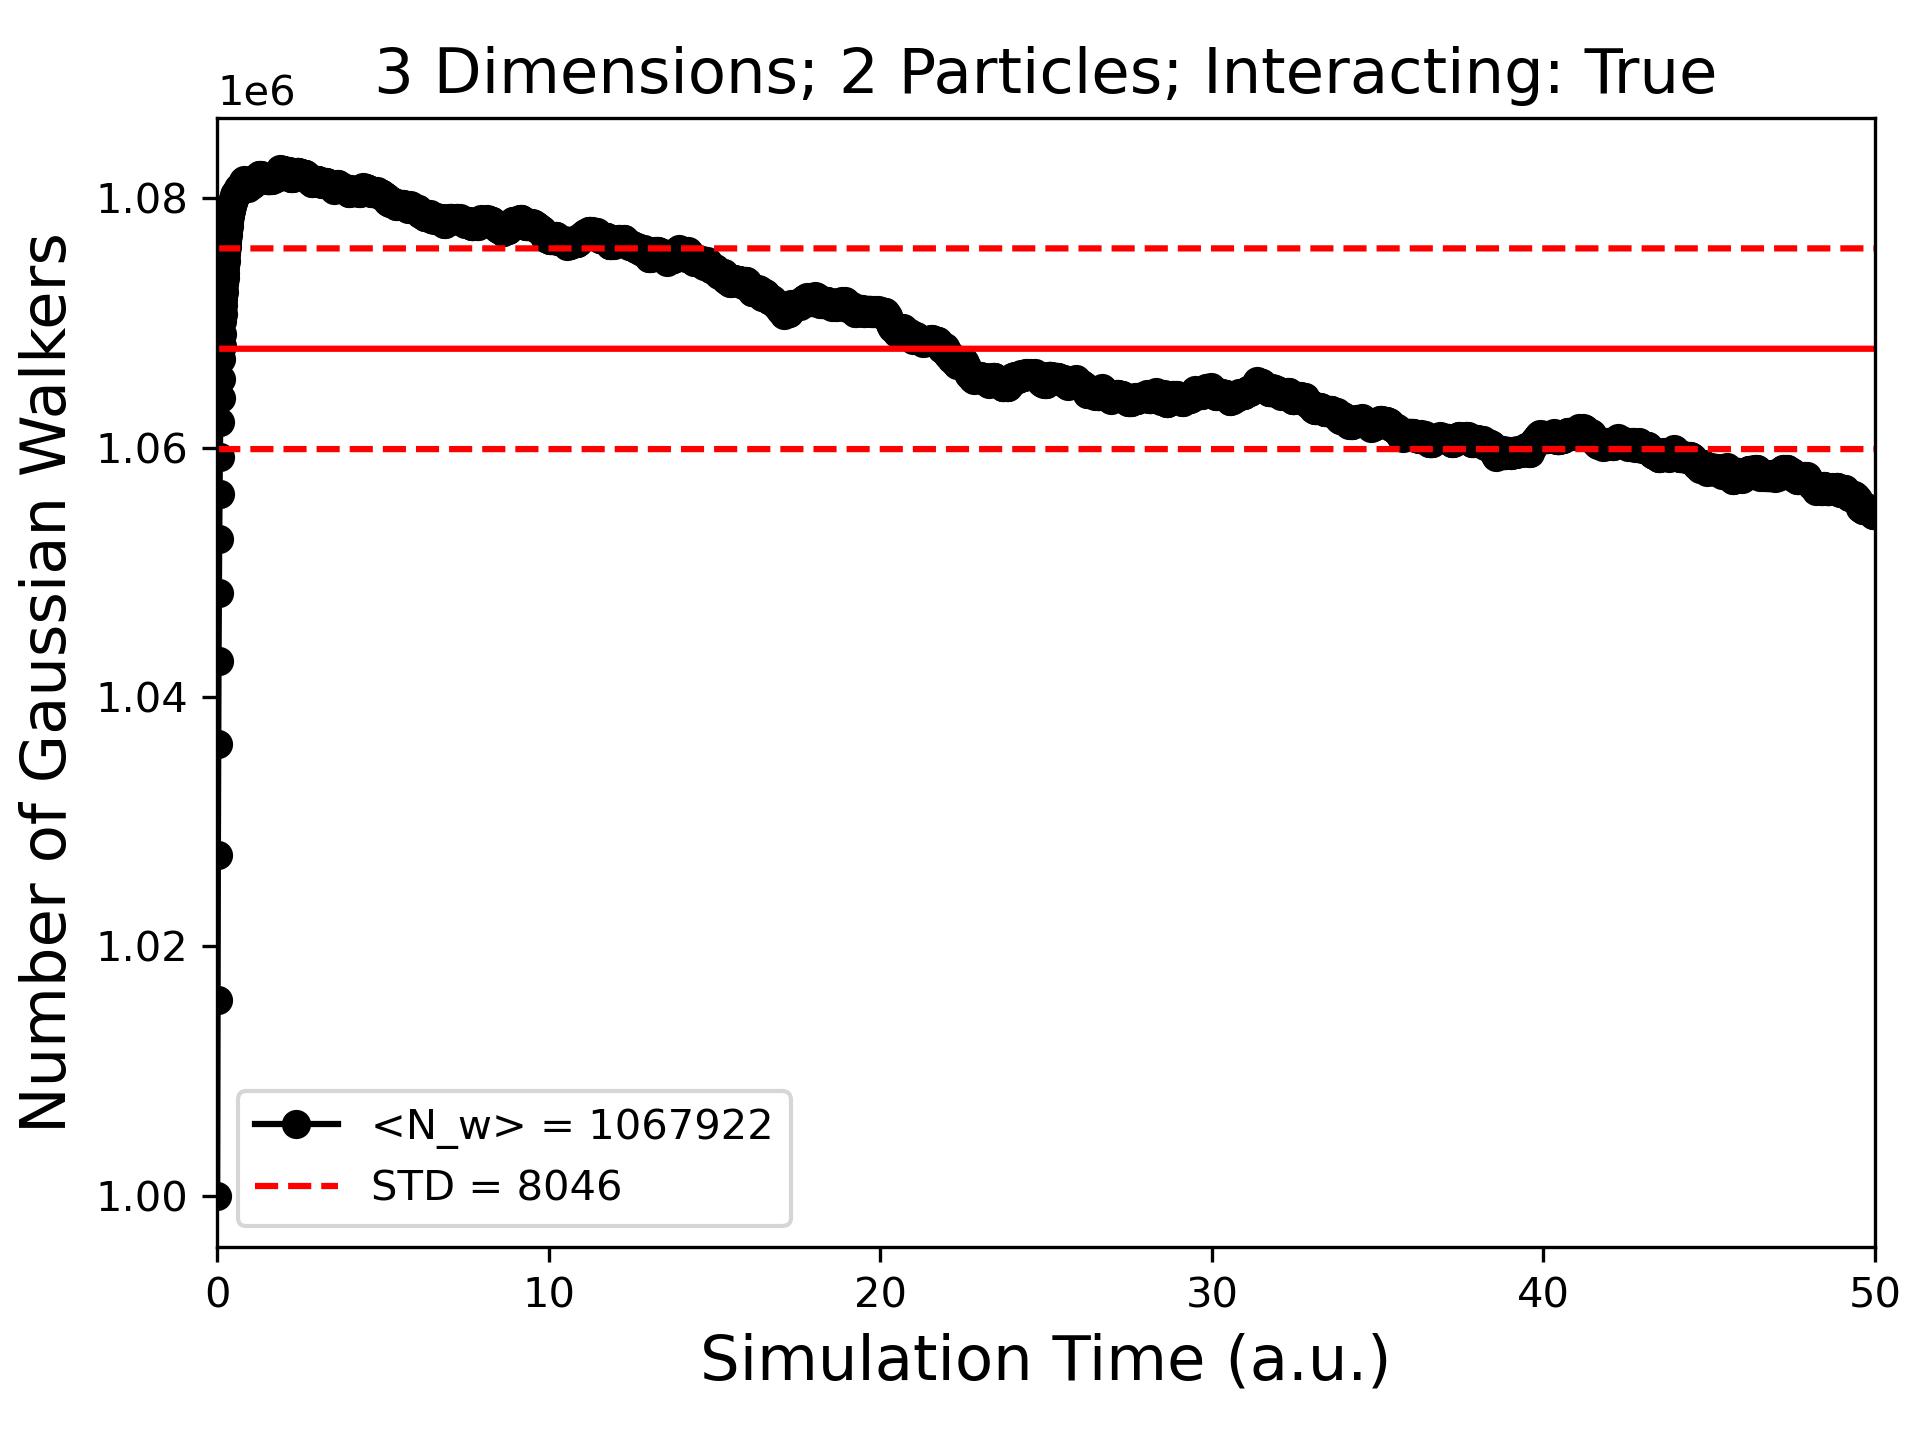 3 Dimensions; 2 Particles; Interacting: True
1e6
Number of Gaussian Walkers
1.08
1.06
1.04
1.02
1.00
<N_w> = 1067922
STD = 8046
0 10 20 30 40 50
Simulation Time (a.u.)